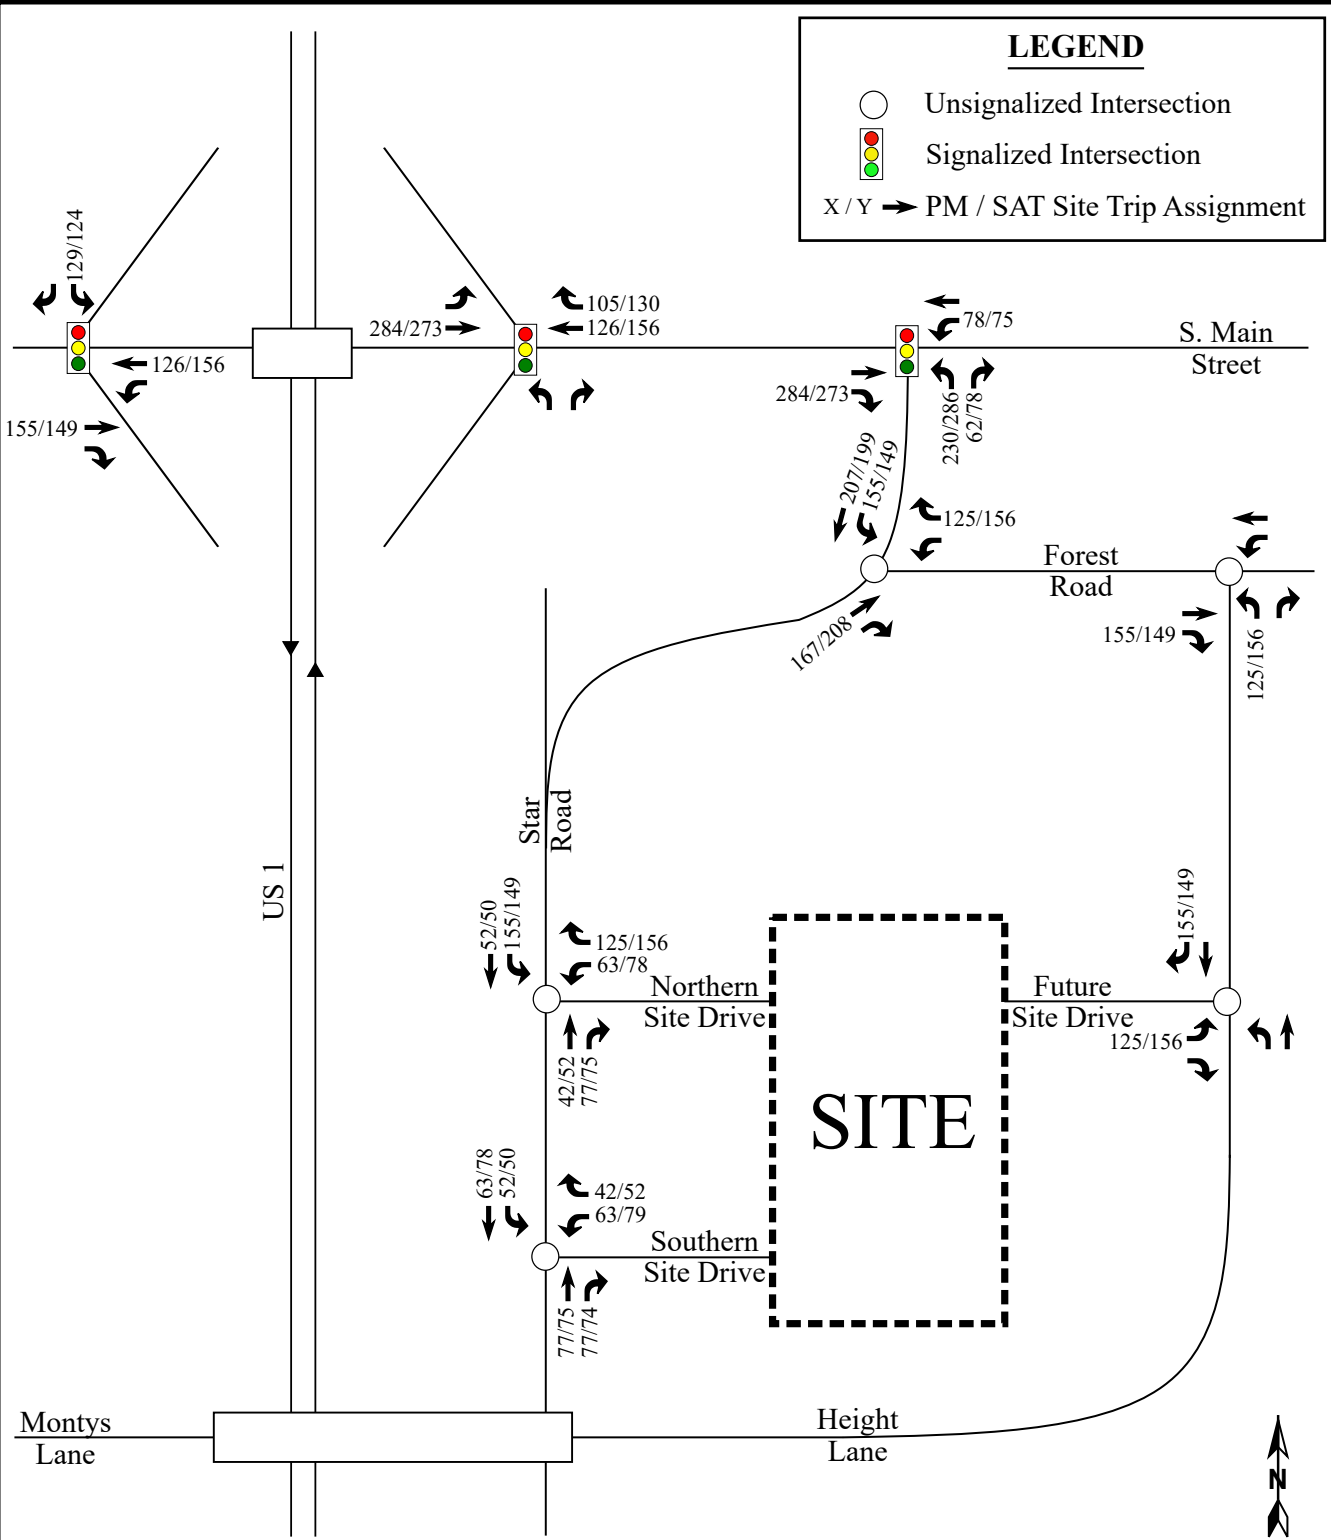 LEGEND
Unsignalized Intersection
Signalized Intersection
X / Y PM / SAT Site Trip Assignment
129/124
126/156
155/149
284/273
105/130
126/156
78/75
S. Main
Street
284/273
230/286
62/78
207/199
155/149
125/156
Forest
Road
167/208
155/149
125/156
Star
Road
US 1
52/50
155/149
125/156
63/78
Northern
Site Drive
42/52
77/75
155/149
Future
Site Drive
125/156
SITE
63/78
52/50
42/52
63/79
Southern
Site Drive
77/75
77/74
Montys
Lane
Height
Lane
N